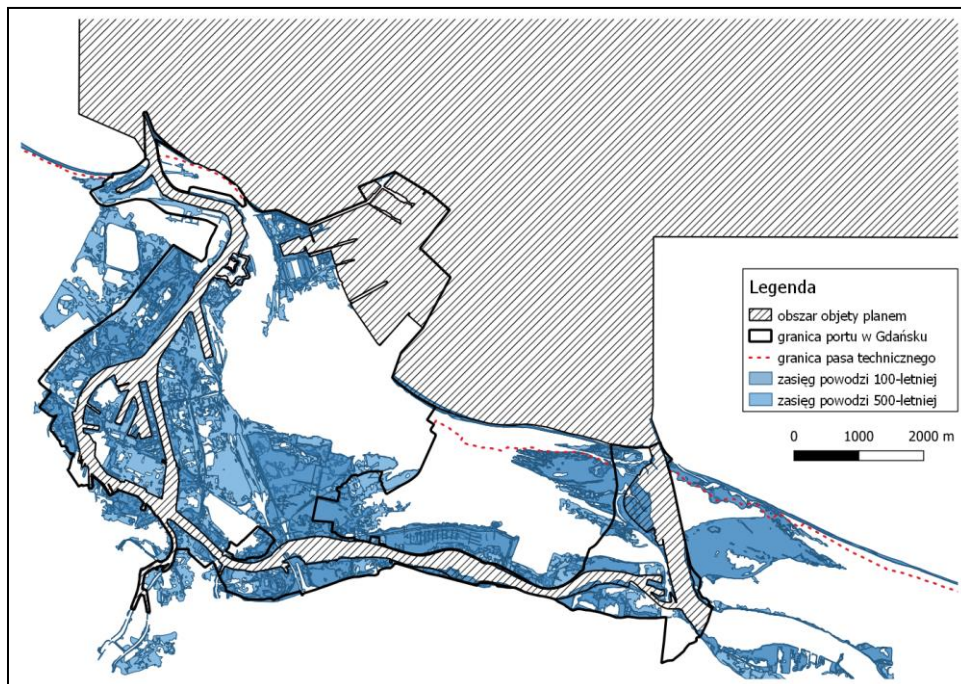 Legenda
obszar objety planem
granica portu w Gdańsku
granica pasa technicznego
zasięg powodzi 100-letniej
zasięg powodzi 500-letniej
0 1000 2000 m